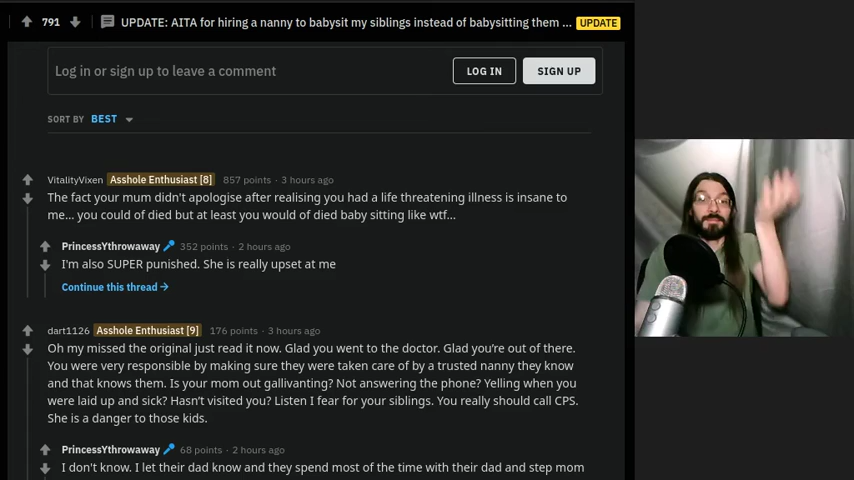 791 UPDATE: AITA for hiring a nanny to babysit my siblings instead of babysitting them ... UPDATE
Log in or sign up to leave a comment LOG IN SIGN UP
SORT BY BEST
VitalityVixen Asshole Enthusiast [8] 857 points · 3 hours ago
The fact your mum didn't apologise after realising you had a life threatening illness is insane to
me... you could of died but at least you would of died baby sitting like wtf...
PrincessYthrowaway 352 points · 2 hours ago
I'm also SUPER punished. She is really upset at me
Continue this thread →
dart1126 Asshole Enthusiast [9] 176 points · 3 hours ago
Oh my missed the original just read it now. Glad you went to the doctor. Glad you're out of there.
You were very responsible by making sure they were taken care of by a trusted nanny they know
and that knows them. Is your mom out gallivanting? Not answering the phone? Yelling when you
were laid up and sick? Hasn't visited you? Listen I fear for your siblings. You really should call CPS.
She is a danger to those kids.
PrincessYthrowaway 68 points · 2 hours ago
I don't know. I let their dad know and they spend most of the time with their dad and step mom